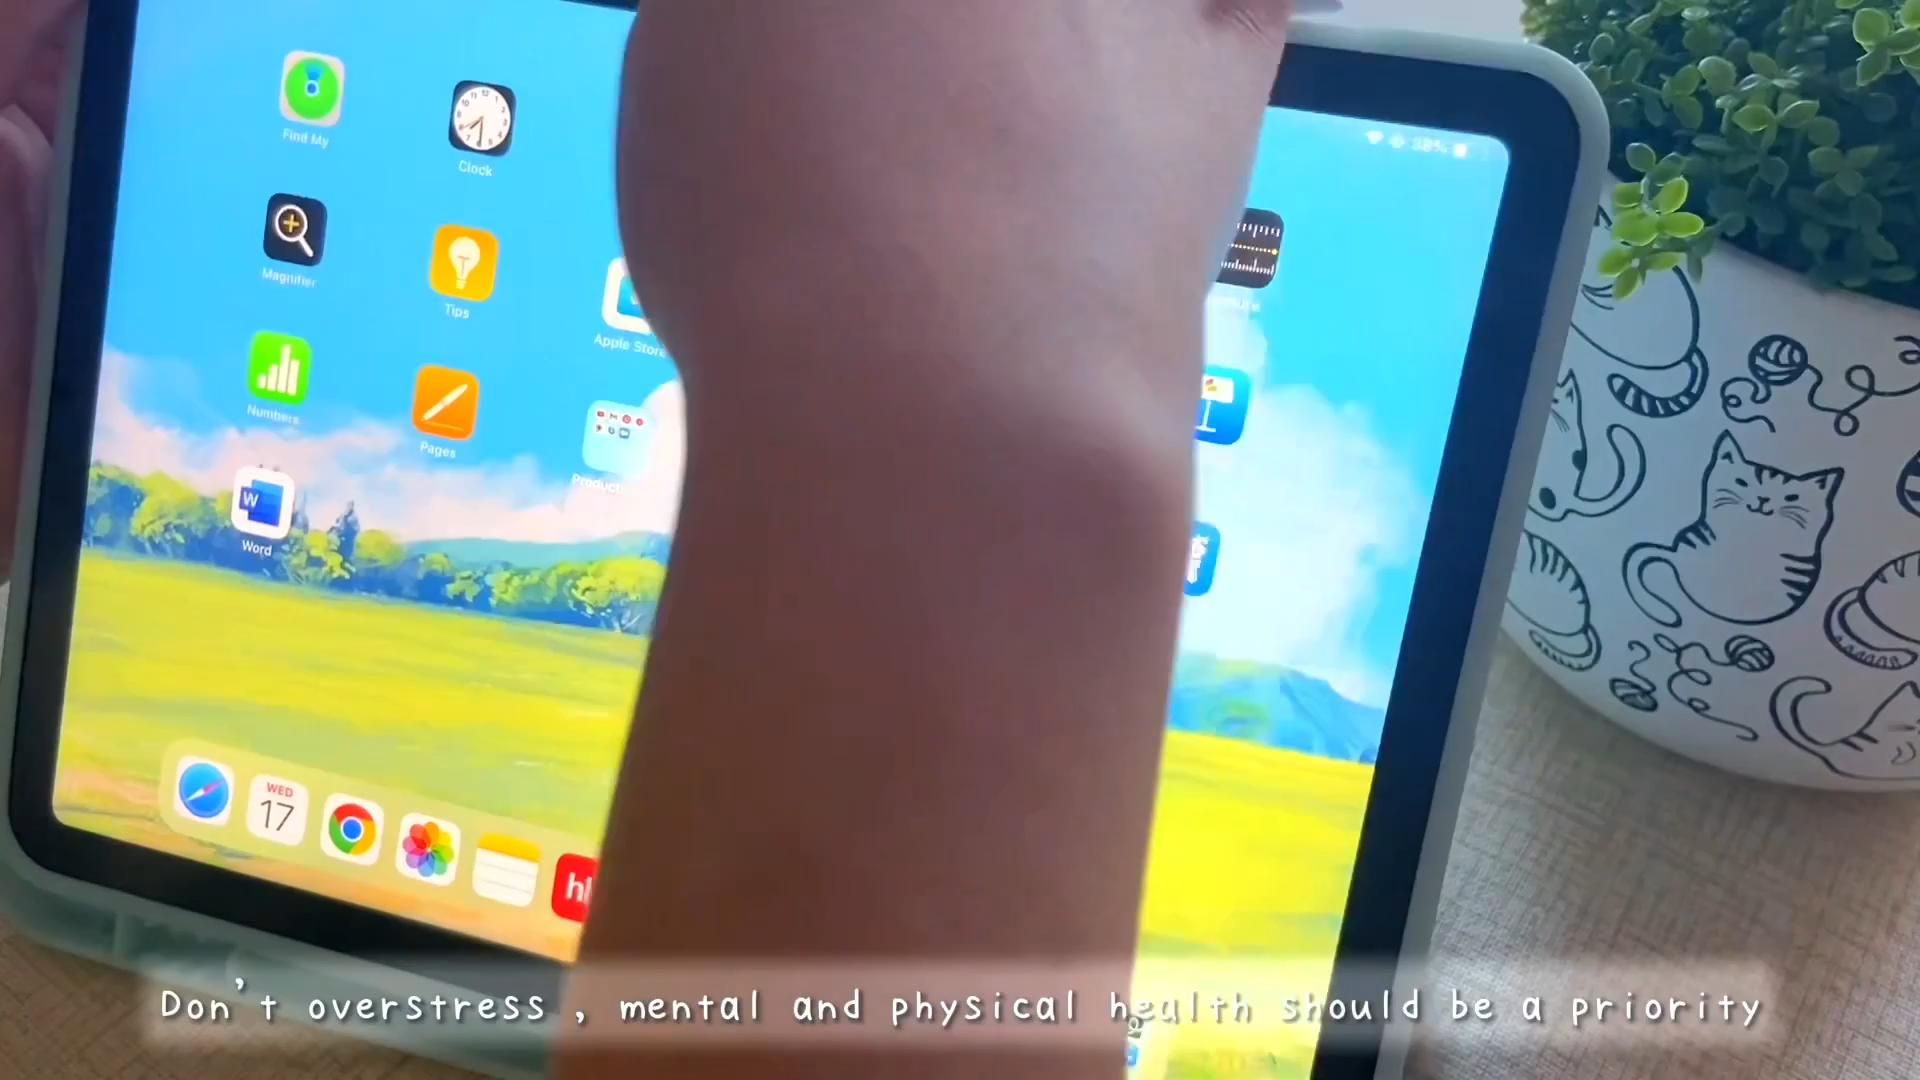 38%
Find My
Clock
Magnifier
Tips
Apple Store
Numbers
Pages
W
Word
WED
17
Don't overstress , mental and physical health should be a priority